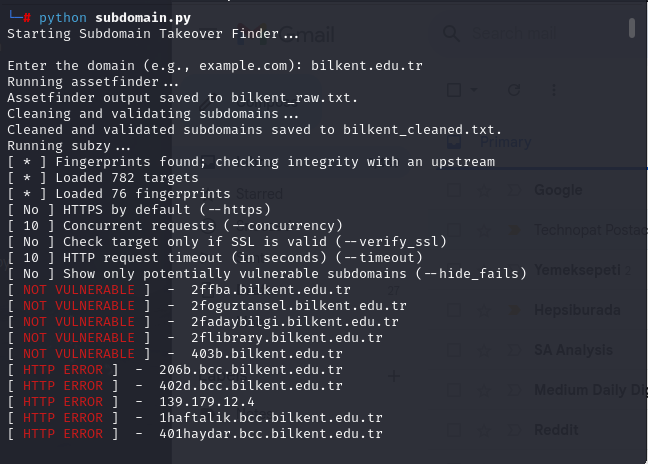 └─# python subdomain.py
Starting Subdomain Takeover Finder...
Gmail
Search mail
Enter the domain (e.g., example.com): bilkent.edu.tr
Running assetfinder...
Assetfinder output saved to bilkent_raw.txt.
Cleaning and validating subdomains...
Cleaned and validated subdomains saved to bilkent_cleaned.txt.
Running subzy...
Primary
[ * ] Fingerprints found; checking integrity with an upstream
[ * ] Loaded 782 targets
[ * ] Loaded 76 fingerprints
Starred
Google
[ No ] HTTPS by default (--https)
[ 10 ] Concurrent requests (--concurrency)
Technopat
[ No ] Check target only if SSL is valid (--verify_ssl)
[ 10 ] HTTP request timeout (in seconds) (--timeout)
[ No ] Show only potentially vulnerable subdomains (--hide_fails)
Yemeksepeti
[ NOT VULNERABLE ]  -  2ffba.bilkent.edu.tr
[ NOT VULNERABLE ]  -  2foguztansel.bilkent.edu.tr
Hepsiburada
[ NOT VULNERABLE ]  -  2fadaybilgi.bilkent.edu.tr
[ NOT VULNERABLE ]  -  2flibrary.bilkent.edu.tr
SA Analysis
[ NOT VULNERABLE ]  -  403b.bilkent.edu.tr
[ HTTP ERROR ]  -  206b.bcc.bilkent.edu.tr
[ HTTP ERROR ]  -  402d.bcc.bilkent.edu.tr
Medium Daily
[ HTTP ERROR ]  -  139.179.12.4
[ HTTP ERROR ]  -  1haftalik.bcc.bilkent.edu.tr
Reddit
[ HTTP ERROR ]  -  401haydar.bcc.bilkent.edu.tr